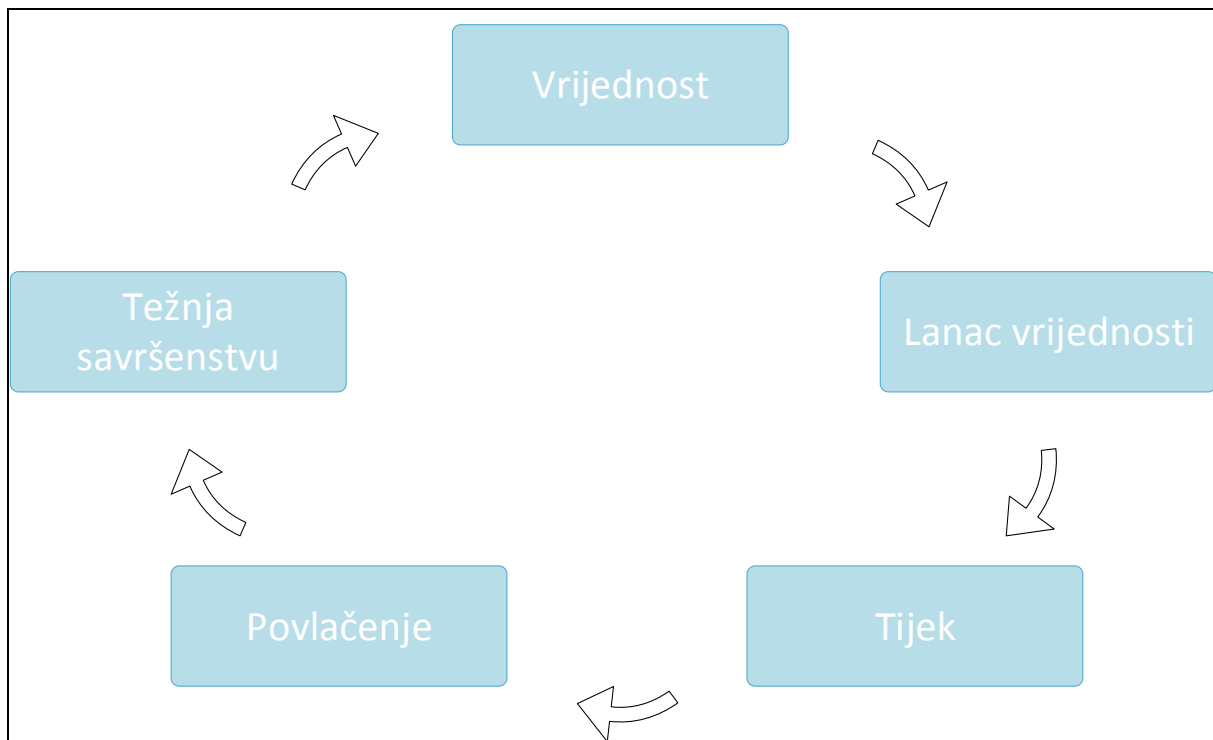 Vrijednost
Lanac vrijednosti
Tijek
Povlačenje
Težnja
savršenstvu